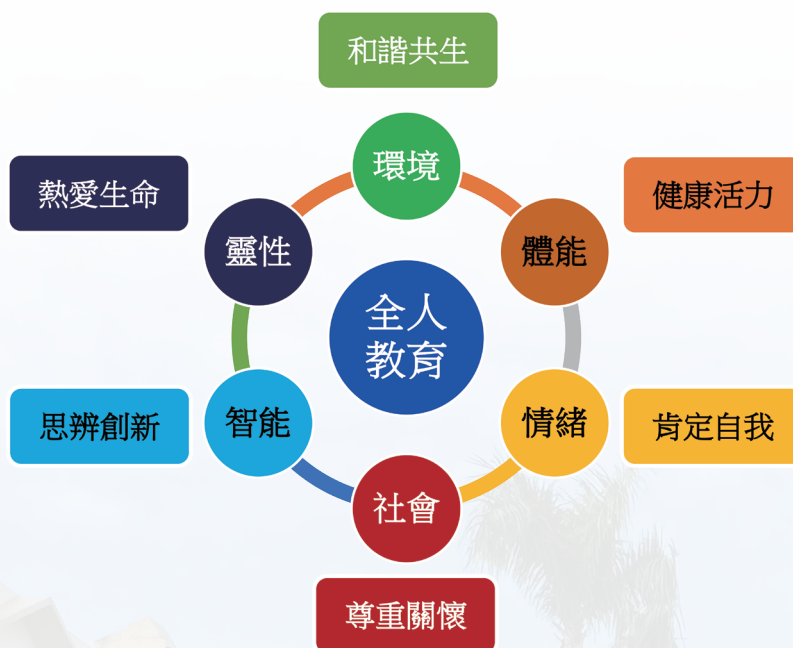 和諧共生
環境
熱愛生命
靈性
健康活力
體能
全人
教育
思辨創新
智能
情緒
肯定自我
社會
尊重關懷